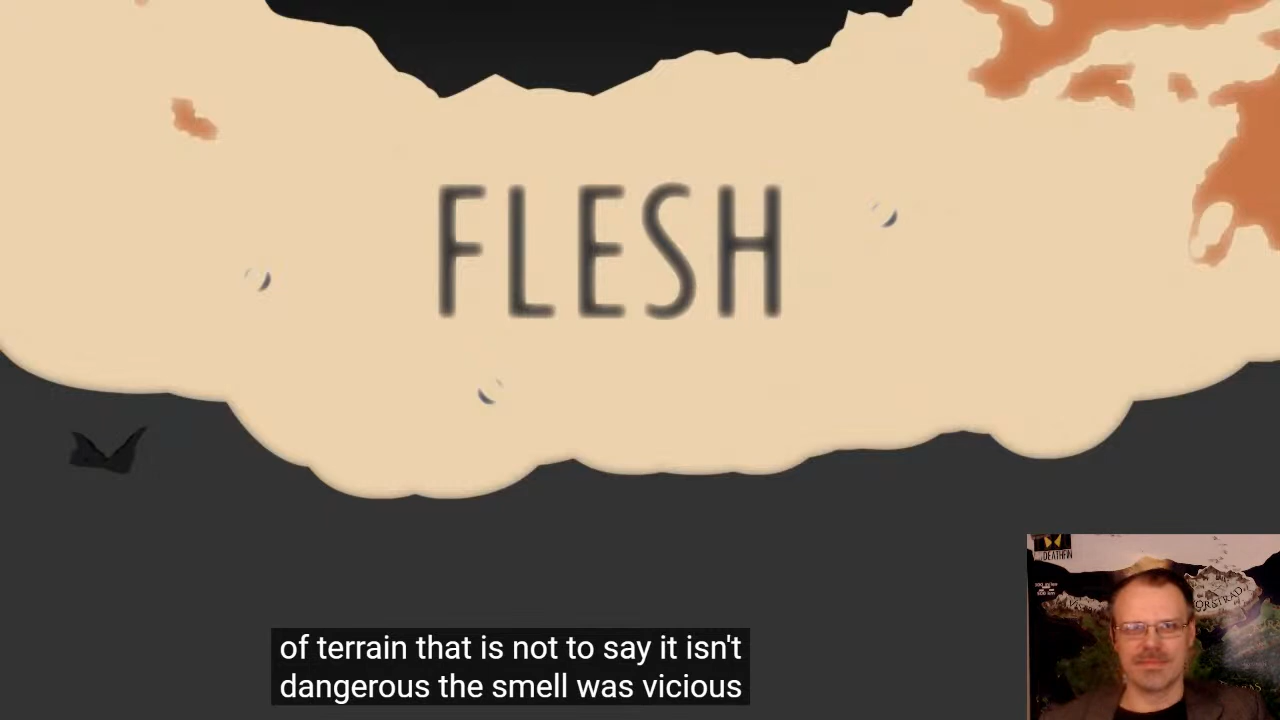 FLESH
DEATHFIN
of terrain that is not to say it isn't
dangerous the smell was vicious